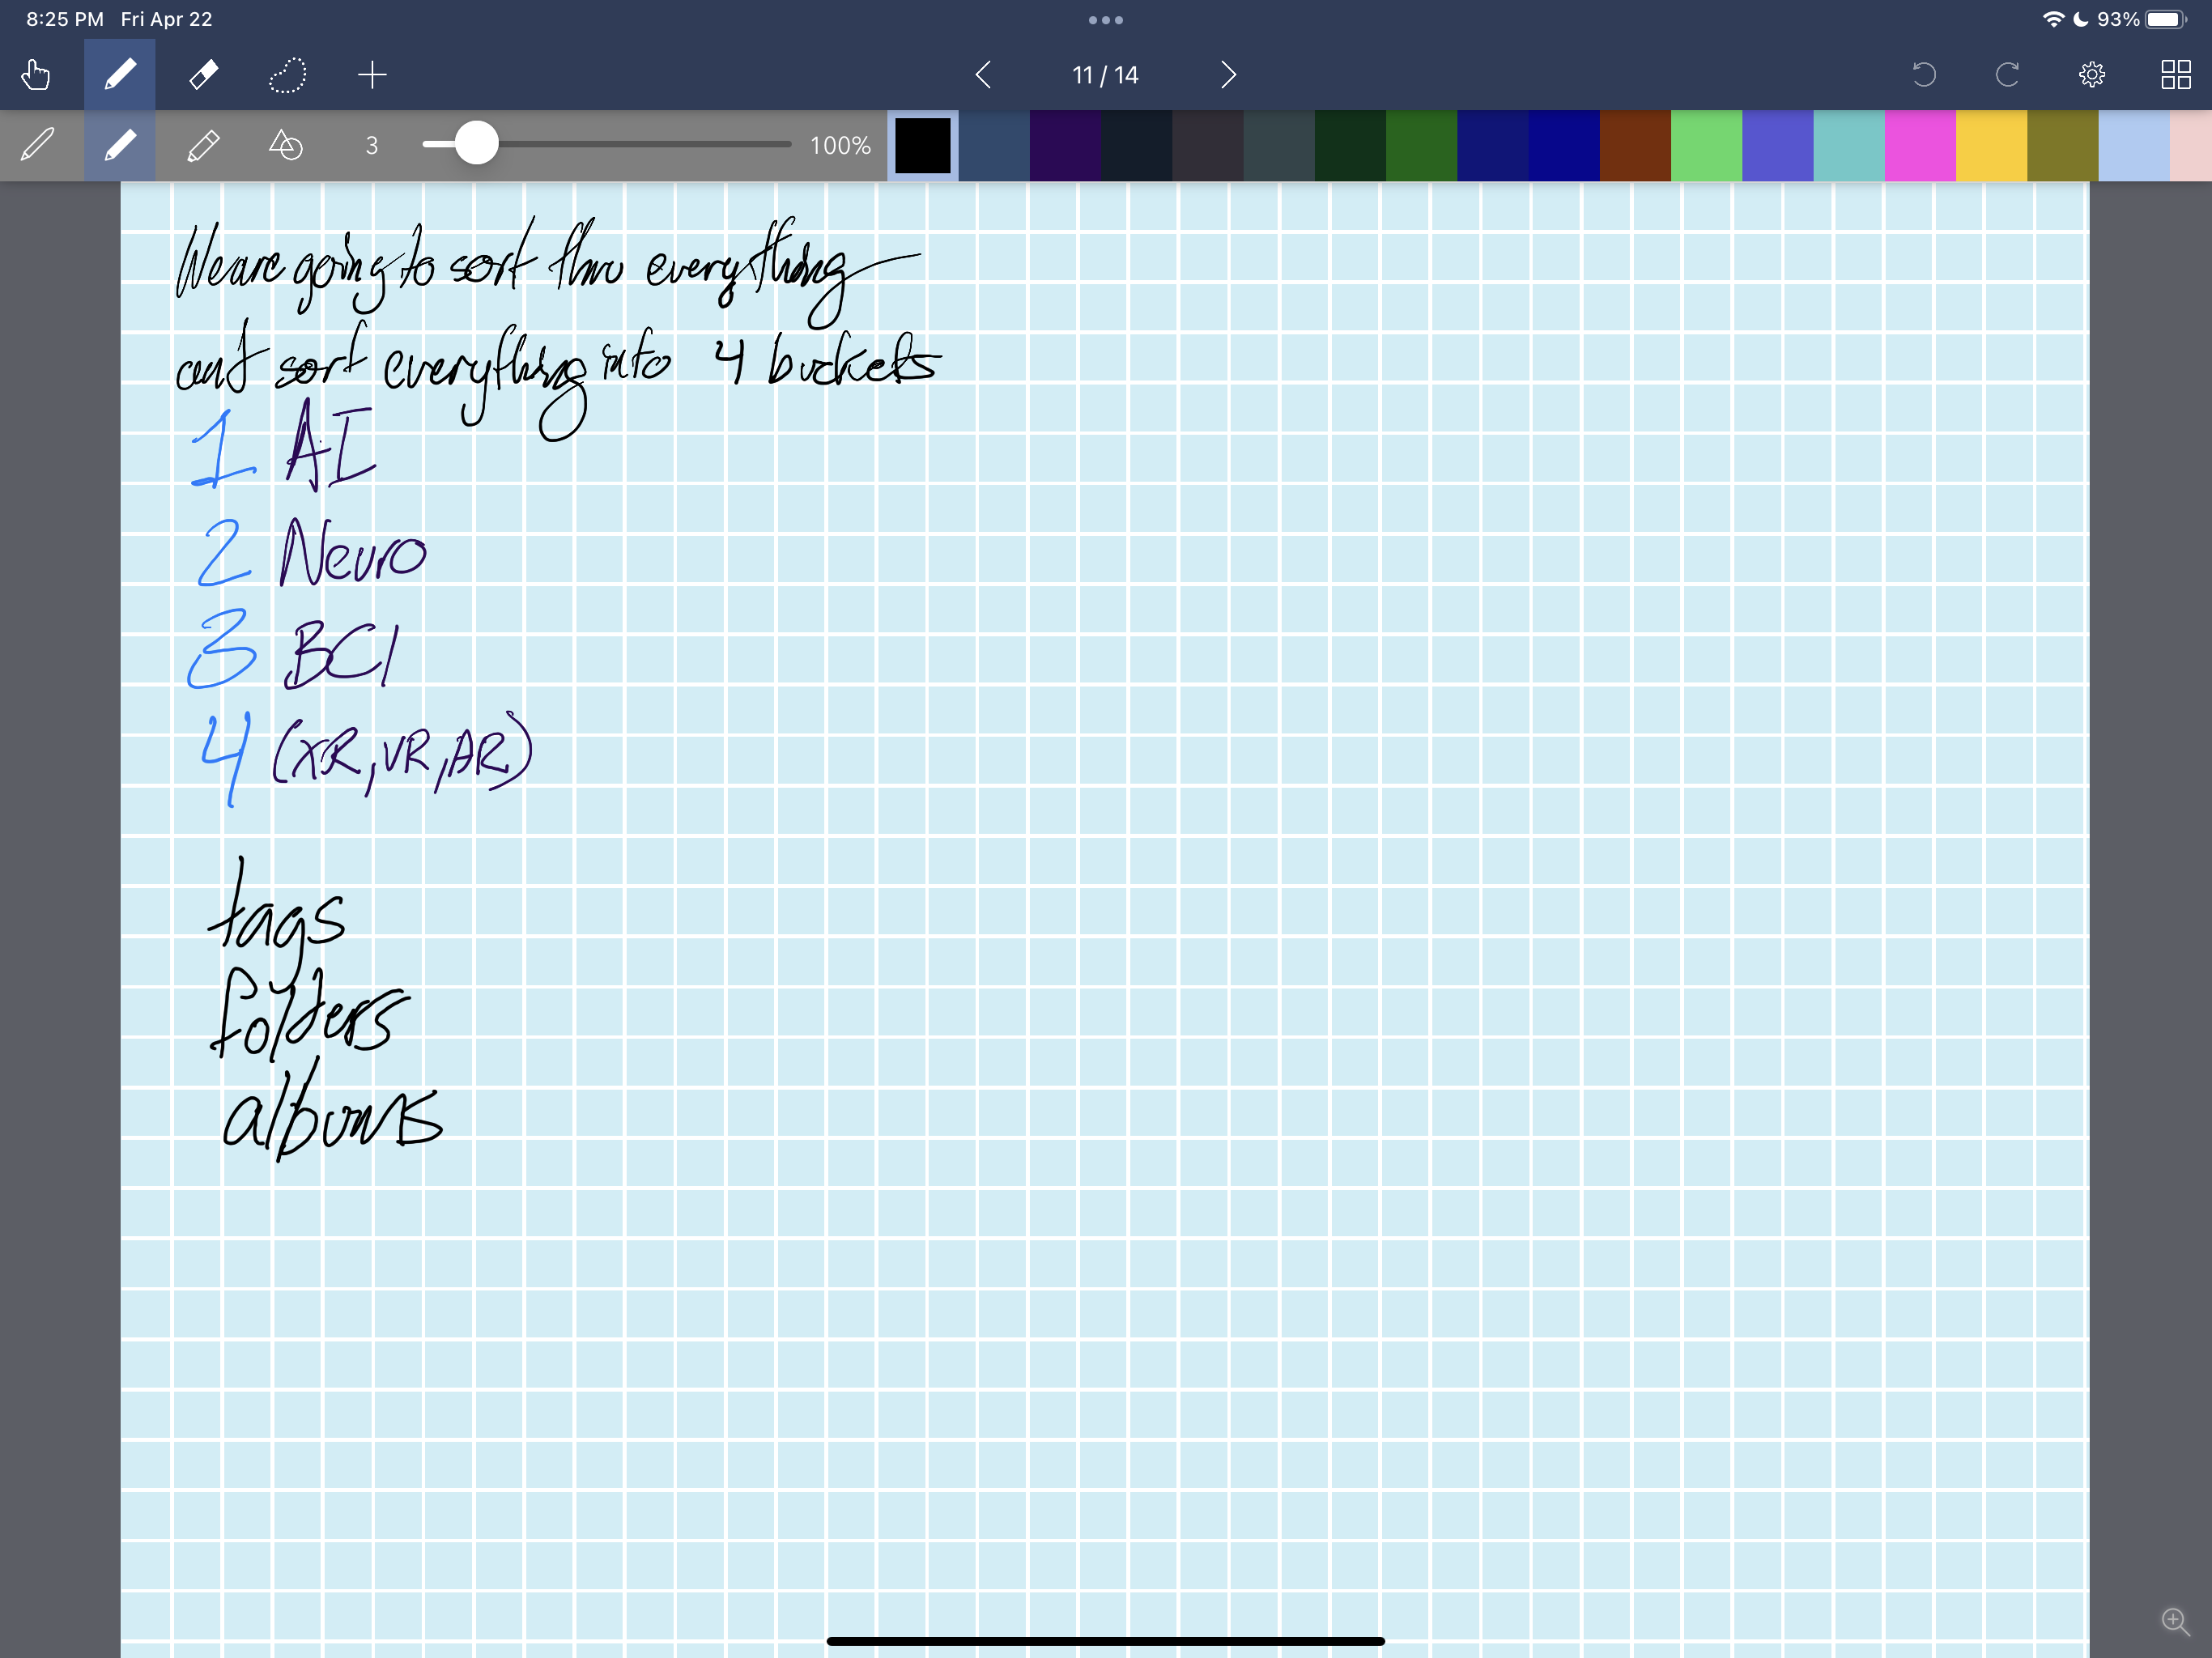 8:25 PM Fri Apr 22
93%
11 / 14
3
100%
We are going to sort thru everything
and sort everything into 4 buckets
1 AI
2 Neuro
3 BCI
4 (XR, VR, AR)
tags
folders
albums